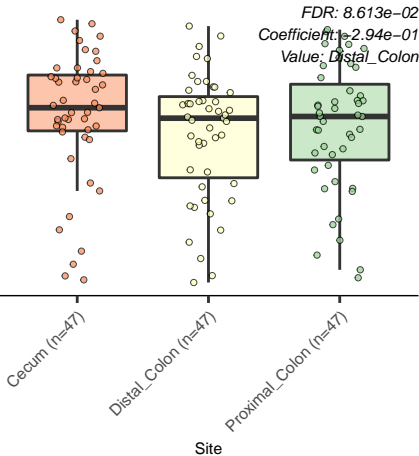 FDR: 8.613e−02
Coefficient: −2.94e−01
Value: Distal_Colon
Cecum (n=47)
Distal_Colon (n=47)
Proximal_Colon (n=47)
Site